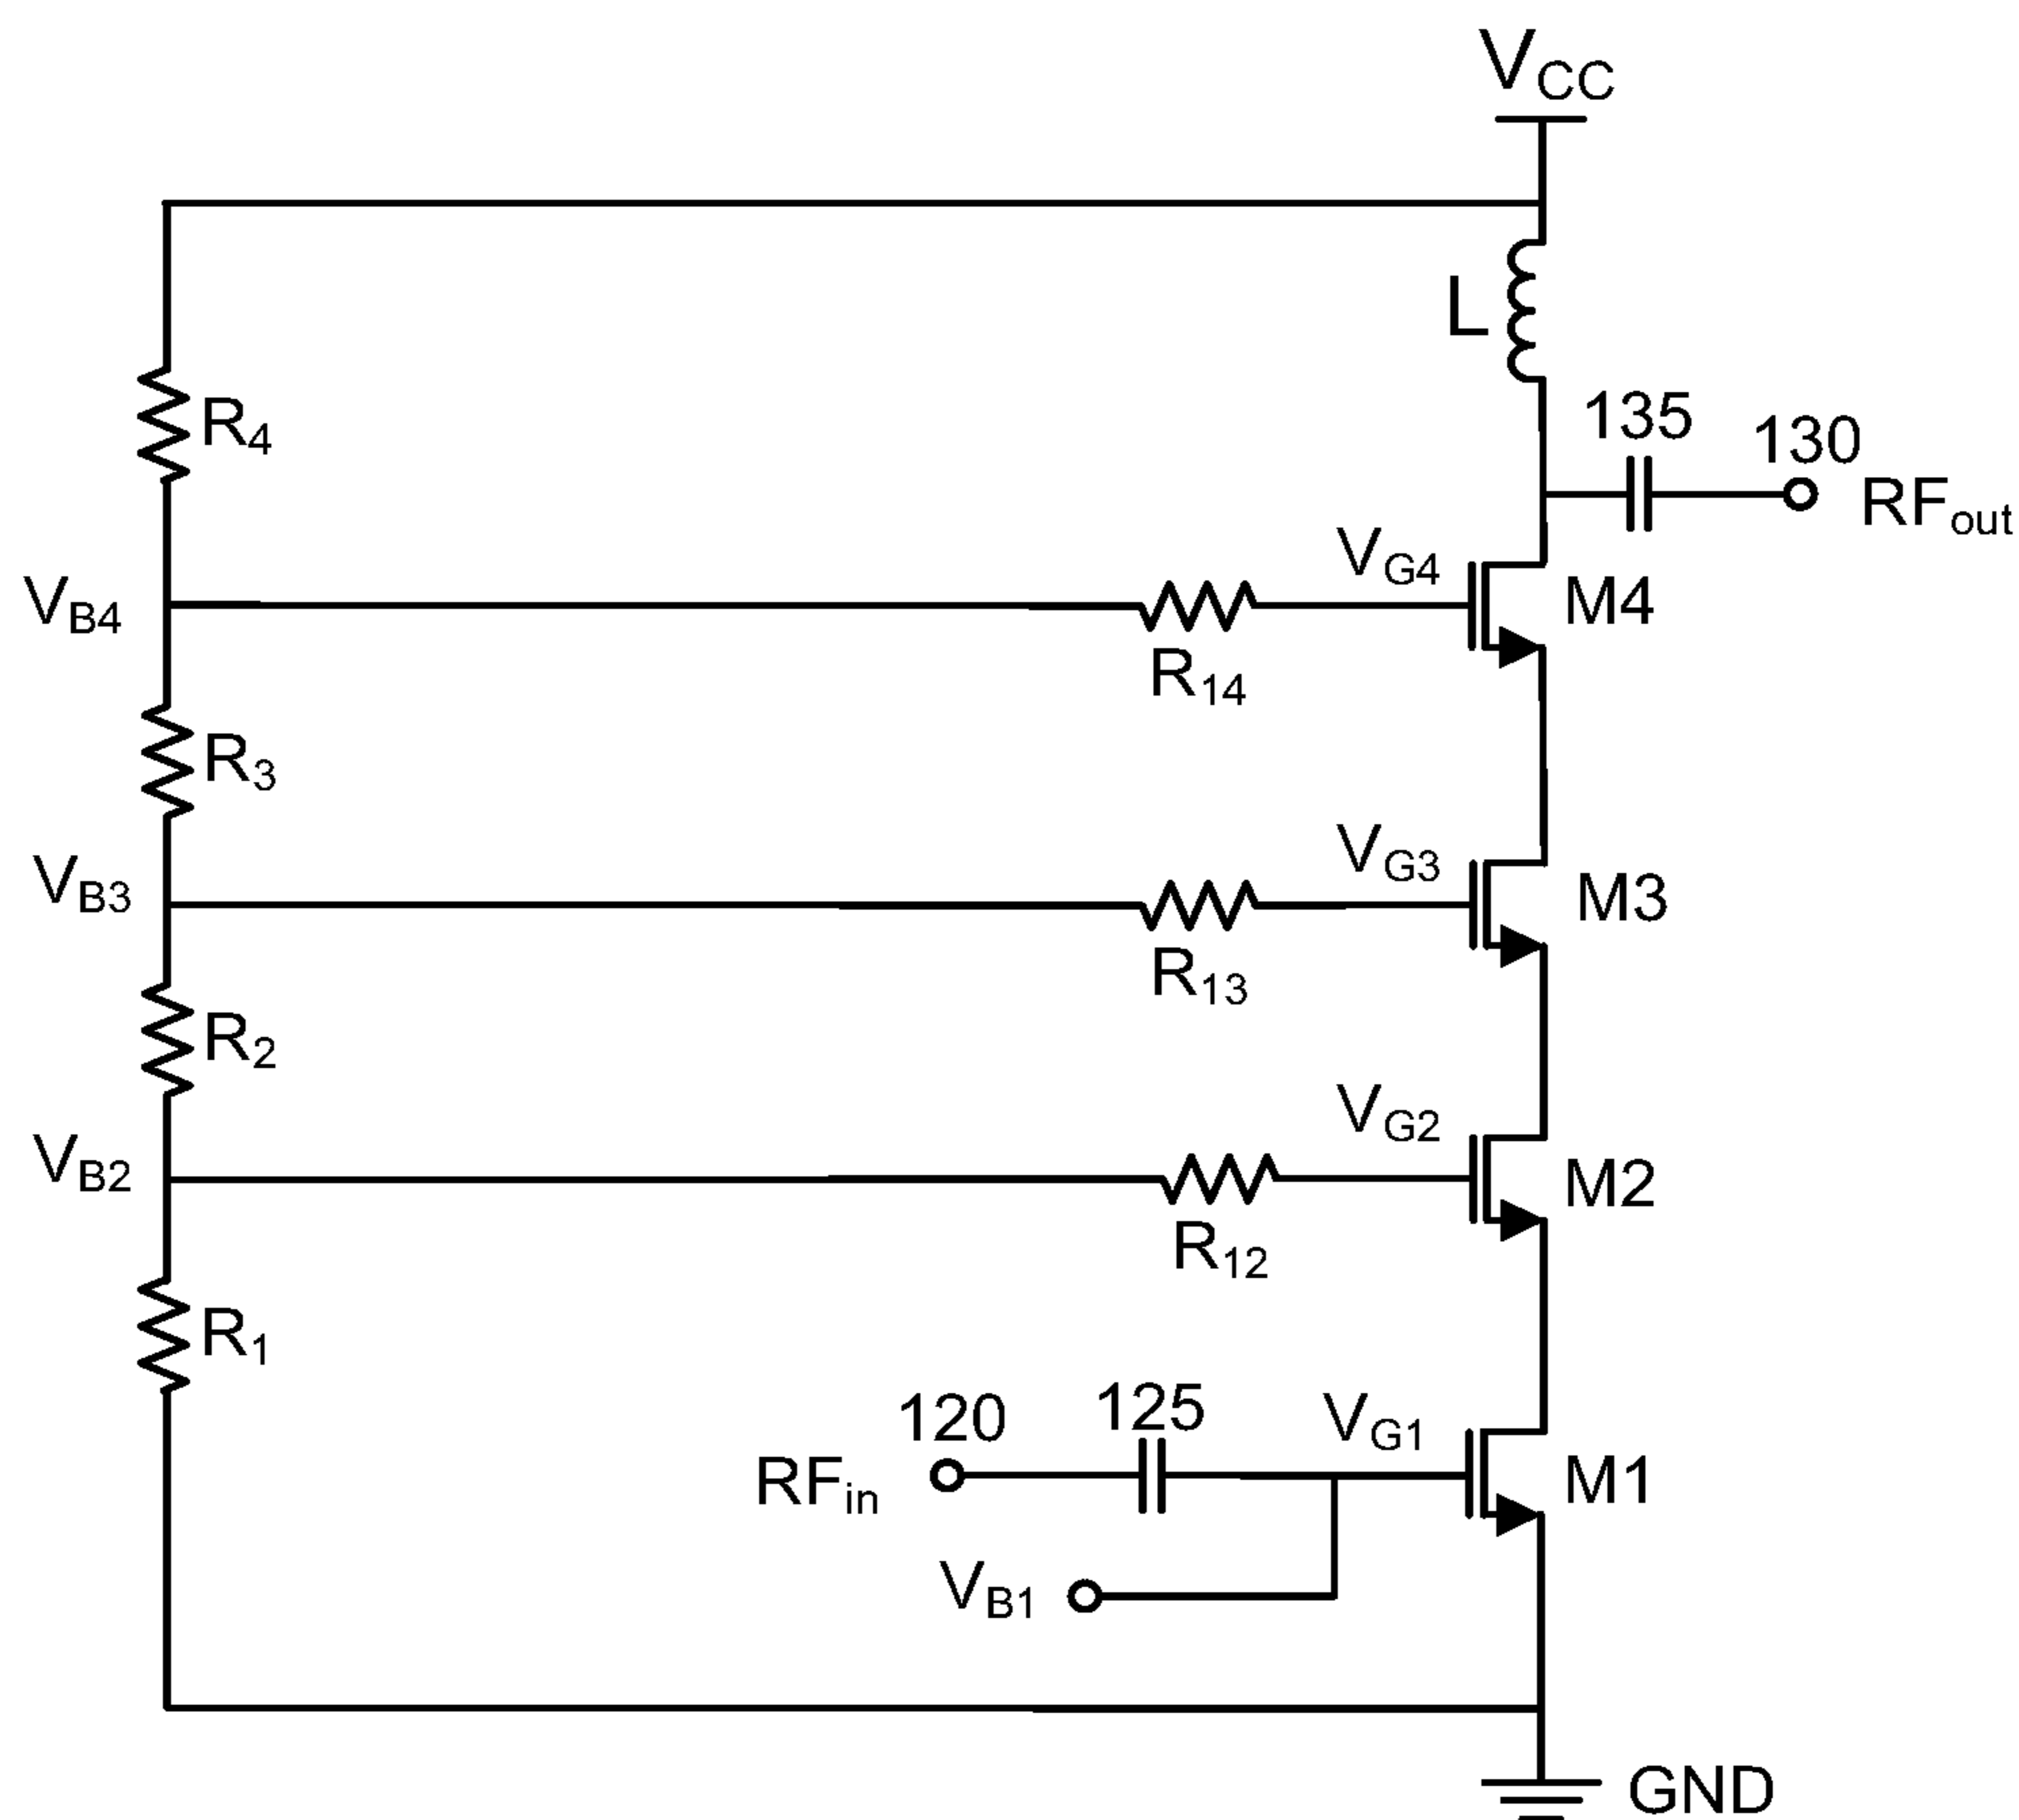 VCC
L
135
130
RFout
R4
VG4
M4
VB4
R14
R3
VG3
M3
VB3
R13
R2
VG2
M2
VB2
R12
R1
120
125
VG1
RFin
M1
VB1
GND